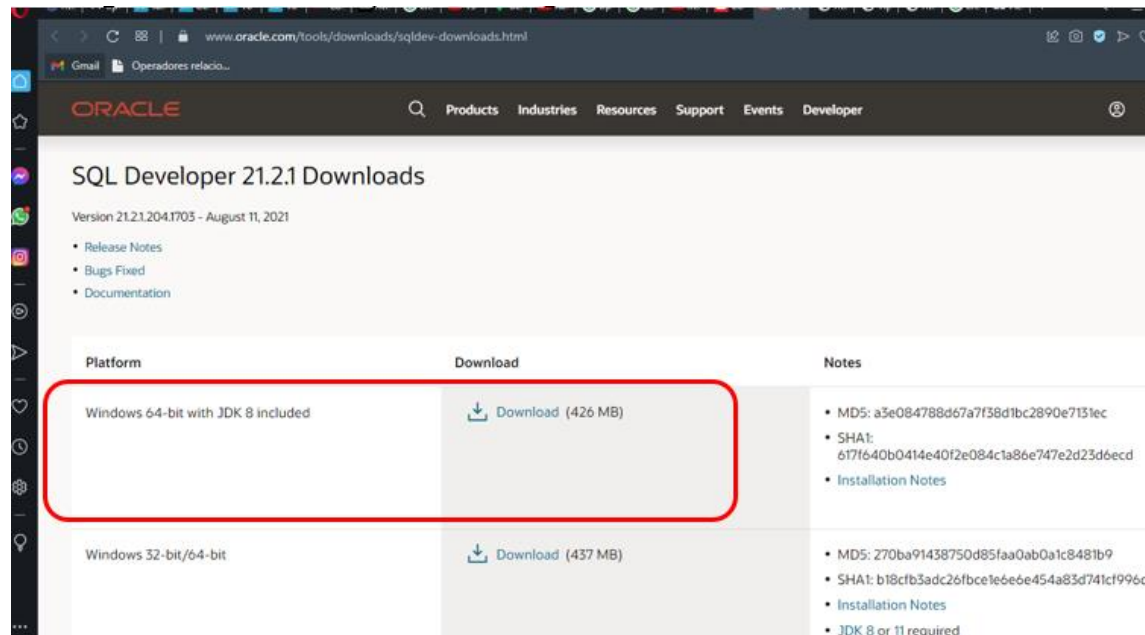 www.oracle.com/tools/downloads/sqldev-downloads.html
Gmail Operadores relacio...
ORACLE Products Industries Resources Support Events Developer
SQL Developer 21.2.1 Downloads
Version 21.2.1.204.1703 - August 11, 2021
• Release Notes
• Bugs Fixed
• Documentation
Platform Download Notes
Windows 64-bit with JDK 8 included Download (426 MB)
• MD5: a3e084788d67a7f38d1bc2890e7131ec
• SHA1:
617f640b0414e40f2e084c1a86e747e2d23d6ecd
• Installation Notes
Windows 32-bit/64-bit Download (437 MB)
• MD5: 270ba91438750d85faa0ab0a1c8481b9
• SHA1: b18cfb3adc26fbce1e6e6e454a83d741cf996c
• Installation Notes
• JDK 8 or 11 required